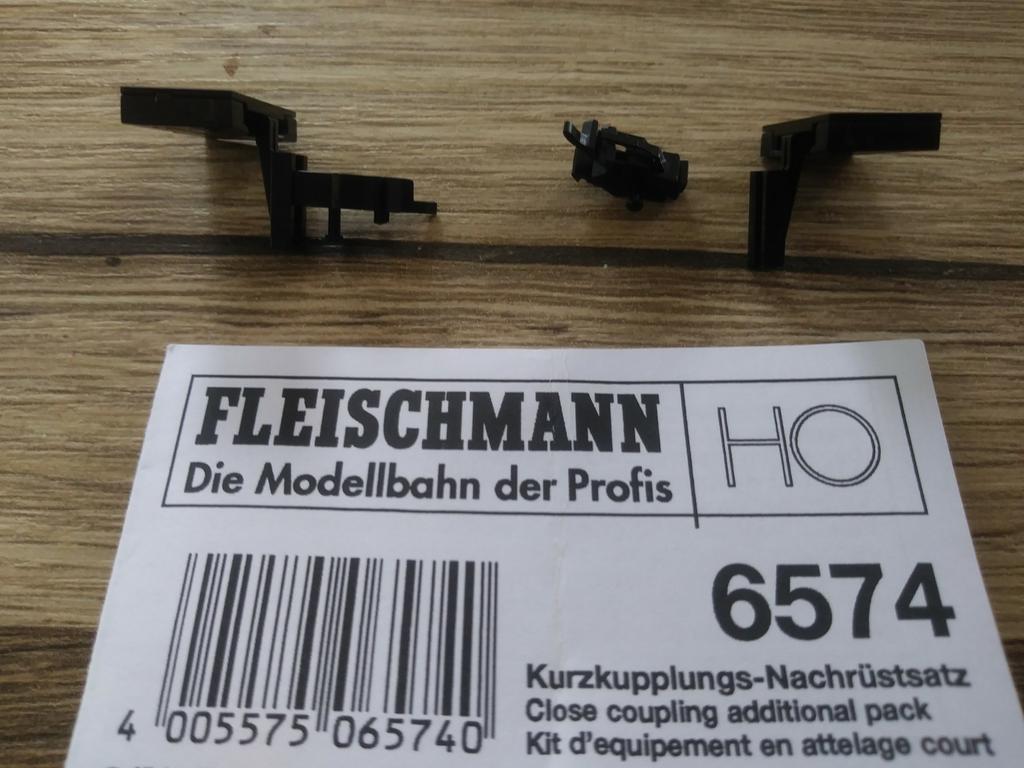 FLEISCHMANN HO
Die Modellbahn der Profis
6574
Kurzkupplungs-Nachrüstsatz
Close coupling additional pack
Kit d'equipement en attelage court
4 005575 065740